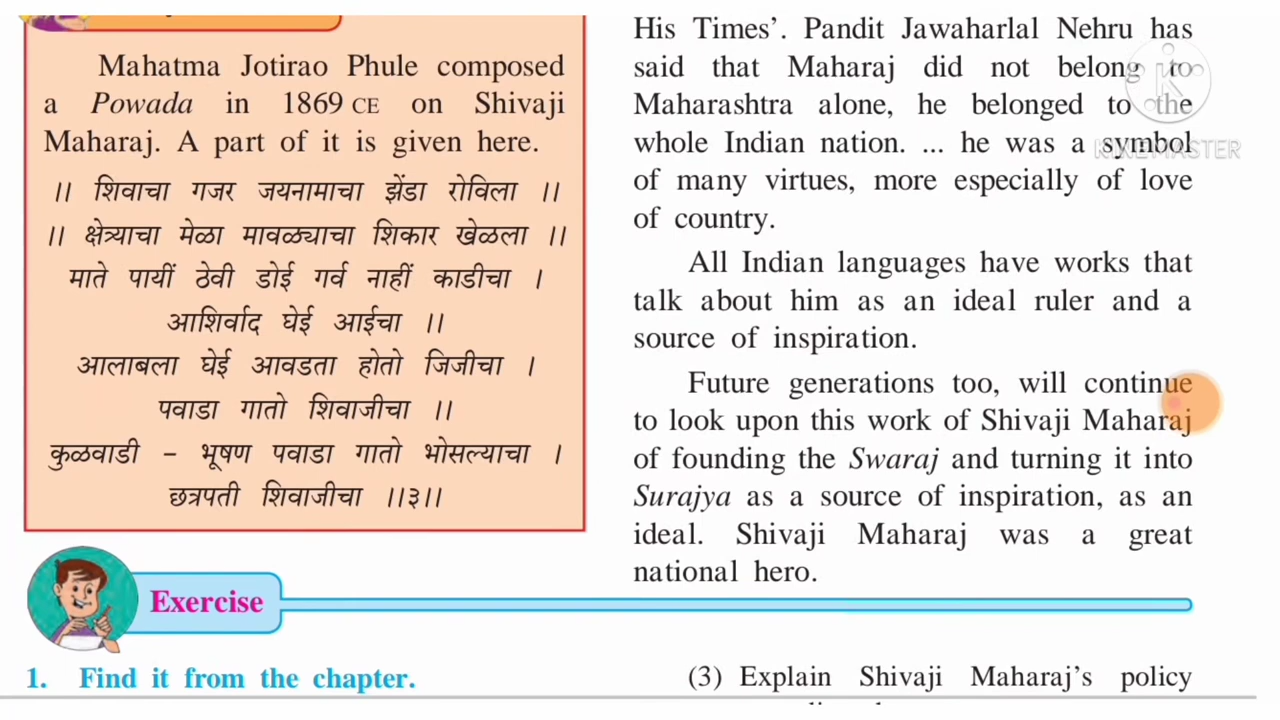 Mahatma Jotirao Phule composed
a Powada in 1869 CE on Shivaji
Maharaj. A part of it is given here.
।। शिवाचा गजर जयनामाचा झेंडा रोविला ।।
।। क्षेत्र्याचा मेळा मावळ्याचा शिकार खेळला ।।
माते पायीं ठेवी डोई गर्व नाहीं काडीचा ।
आशिर्वाद घेई आईचा ।।
आलाबला घेई आवडता होतो जिजीचा ।
पवाडा गातो शिवाजीचा ।।
कुळवाडी – भूषण पवाडा गातो भोसल्याचा ।
छत्रपती शिवाजीचा ।।३।।
His Times’. Pandit Jawaharlal Nehru has
said that Maharaj did not belong to
Maharashtra alone, he belonged to the
whole Indian nation. ... he was a symbol
of many virtues, more especially of love
of country.
All Indian languages have works that
talk about him as an ideal ruler and a
source of inspiration.
Future generations too, will continue
to look upon this work of Shivaji Maharaj
of founding the Swaraj and turning it into
Surajya as a source of inspiration, as an
ideal. Shivaji Maharaj was a great
national hero.
KINEMASTER
Exercise
1. Find it from the chapter.
(3) Explain Shivaji Maharaj’s policy